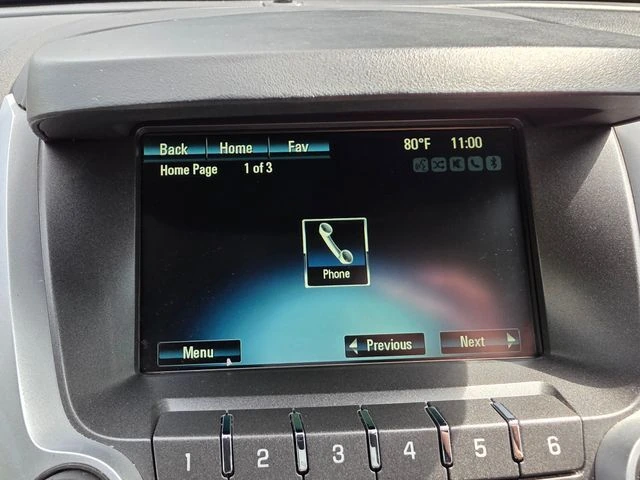 Back Home Fav 80°F 11:00
Home Page 1 of 3
Phone
Menu Previous Next
1 2 3 4 5 6